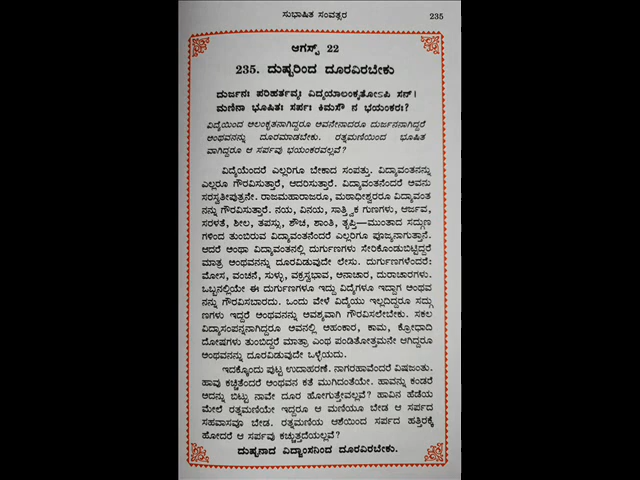 ಸುಭಾಷಿತ ಸಂವತ್ಸರ 235
ಆಗಸ್ಟ್ 22
235. ದುಷ್ಟರಿಂದ ದೂರವಿರಬೇಕು
ದುರ್ಜನಃ ಪರಿಹರ್ತವ್ಯಃ ವಿದ್ಯಯಾಲಂಕೃತೋಽಪಿ ಸನ್ ।
ಮಣಿನಾ ಭೂಷಿತಃ ಸರ್ಪಃ ಕಿಮಸೌ ನ ಭಯಂಕರಃ?
ವಿದ್ಯೆಯಿಂದ ಅಲಂಕೃತನಾಗಿದ್ದರೂ ಅವನೇನಾದರೂ ದುರ್ಜನನಾಗಿದ್ದರೆ
ಅಂಥವನನ್ನು ದೂರಮಾಡಬೇಕು. ರತ್ನಮಣಿಯಿಂದ ಭೂಷಿತ
ವಾಗಿದ್ದರೂ ಆ ಸರ್ಪವು ಭಯಂಕರವಲ್ಲವೆ?
ವಿದ್ಯೆಯೆಂದರೆ ಎಲ್ಲರಿಗೂ ಬೇಕಾದ ಸಂಪತ್ತು. ವಿದ್ಯಾವಂತನನ್ನು
ಎಲ್ಲರೂ ಗೌರವಿಸುತ್ತಾರೆ, ಆದರಿಸುತ್ತಾರೆ. ವಿದ್ಯಾವಂತನೆಂದರೆ ಅವನು
ಸರಸ್ವತೀಪುತ್ರನೇ. ರಾಜಮಹಾರಾಜರೂ, ಮಠಾಧೀಶ್ವರರೂ ವಿದ್ಯಾವಂತ
ನನ್ನು ಗೌರವಿಸುತ್ತಾರೆ. ನಯ, ವಿನಯ, ಸಾತ್ತ್ವಿಕ ಗುಣಗಳು, ಆರ್ಜವ,
ಸರಳತೆ, ಶೀಲ, ತಪಸ್ಸು, ಶೌಚ, ಶಾಂತಿ, ತೃಪ್ತಿ—ಮುಂತಾದ ಸದ್ಗುಣ
ಗಳಿಂದ ತುಂಬಿರುವ ವಿದ್ಯಾವಂತನೆಂದರೆ ಎಲ್ಲರಿಗೂ ಪೂಜ್ಯನಾಗುತ್ತಾನೆ.
ಆದರೆ ಅಂಥಾ ವಿದ್ಯಾವಂತನಲ್ಲಿ ದುರ್ಗುಣಗಳು ಸೇರಿಕೊಂಡುಬಿಟ್ಟಿದ್ದರೆ
ಮಾತ್ರ ಅಂಥವನನ್ನು ದೂರವಿಡುವುದೇ ಲೇಸು. ದುರ್ಗುಣಗಳೆಂದರೆ:
ಮೋಸ, ವಂಚನೆ, ಸುಳ್ಳು, ವಕ್ರಸ್ವಭಾವ, ಅನಾಚಾರ, ದುರಾಚಾರಗಳು.
ಒಬ್ಬನಲ್ಲಿಯೇ ಈ ದುರ್ಗುಣಗಳೂ ಇದ್ದು ವಿದ್ಯೆಗಳೂ ಇದ್ದಾಗ ಅಂಥವ
ನನ್ನು ಗೌರವಿಸಬಾರದು. ಒಂದು ವೇಳೆ ವಿದ್ಯೆಯು ಇಲ್ಲದಿದ್ದರೂ ಸದ್ಗು
ಣಗಳು ಇದ್ದರೆ ಅಂಥವನನ್ನು ಅವಶ್ಯವಾಗಿ ಗೌರವಿಸಲೇಬೇಕು. ಸಕಲ
ವಿದ್ಯಾಸಂಪನ್ನನಾಗಿದ್ದರೂ ಅವನಲ್ಲಿ ಅಹಂಕಾರ, ಕಾಮ, ಕ್ರೋಧಾದಿ
ದೋಷಗಳು ತುಂಬಿದ್ದರೆ ಮಾತ್ರಾ ಎಂಥ ಪಂಡಿತೋತ್ತಮನೇ ಆಗಿದ್ದರೂ
ಅಂಥವನನ್ನು ದೂರವಿಡುವುದೇ ಒಳ್ಳೆಯದು.
ಇದಕ್ಕೊಂದು ಪುಟ್ಟ ಉದಾಹರಣೆ. ನಾಗರಹಾವೆಂದರೆ ವಿಷಜಂತು.
ಹಾವು ಕಚ್ಚಿತೆಂದರೆ ಅಂಥವನ ಕತೆ ಮುಗಿದಂತೆಯೇ. ಹಾವನ್ನು ಕಂಡರೆ
ಅದನ್ನು ಬಿಟ್ಟು ನಾವೇ ದೂರ ಹೋಗುತ್ತೇವಲ್ಲವೆ? ಹಾವಿನ ಹೆಡೆಯ
ಮೇಲೆ ರತ್ನಮಣಿಯೇ ಇದ್ದರೂ ಆ ಮಣಿಯೂ ಬೇಡ ಆ ಸರ್ಪದ
ಸಹವಾಸವೂ ಬೇಡ. ರತ್ನಮಣಿಯ ಆಶೆಯಿಂದ ಸರ್ಪದ ಹತ್ತಿರಕ್ಕೆ
ಹೋದರೆ ಆ ಸರ್ಪವು ಕಚ್ಚುತ್ತದೆಯಲ್ಲವೆ?
ದುಷ್ಟನಾದ ವಿದ್ವಾಂಸನಿಂದ ದೂರವಿರಬೇಕು.